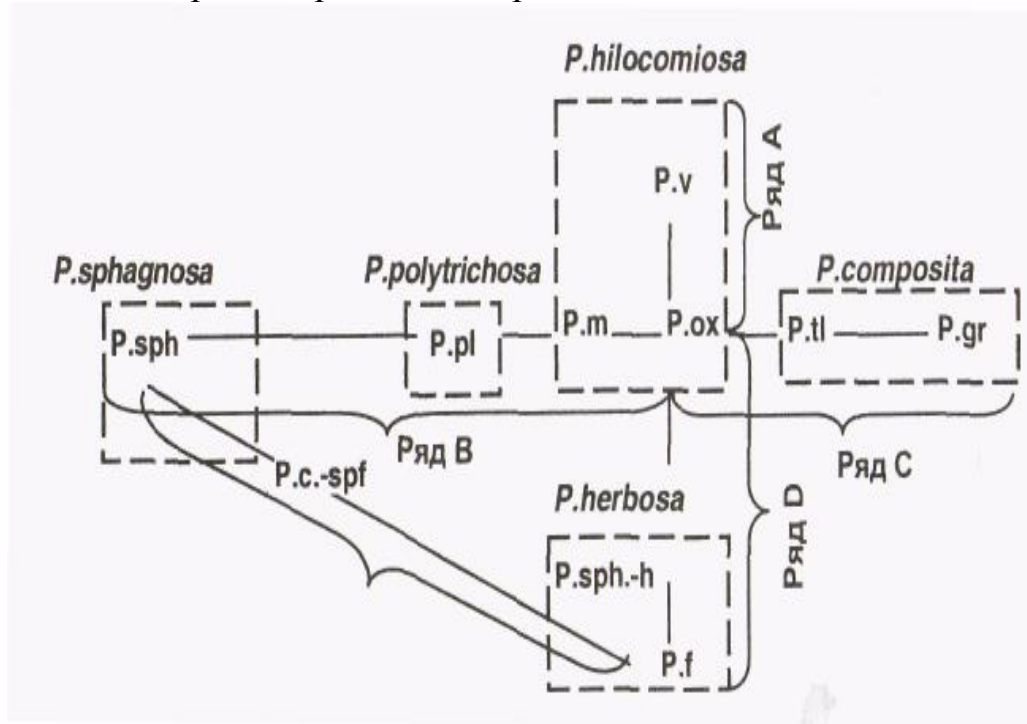 P.hilocomiosa
Ряд A
P.v
P.sphagnosa
P.polytrichosa
P.composita
P.sph
P.pl
P.m
P.ox
P.tl
P.gr
Ряд B
Ряд C
P.c.-spf
P.herbosa
Ряд D
P.sph.-h
P.f